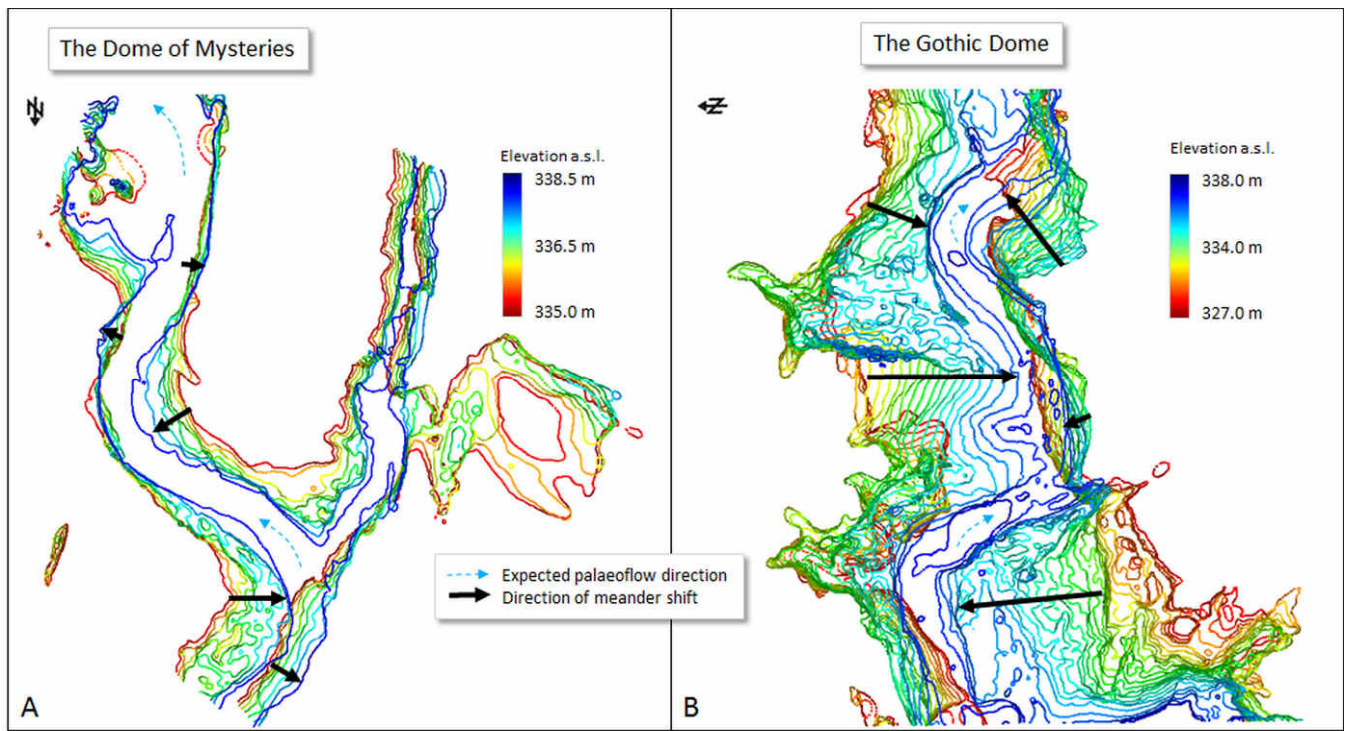 The Dome of Mysteries
N
Elevation a.s.l.
338.5 m
336.5 m
335.0 m
A
The Gothic Dome
N
Elevation a.s.l.
338.0 m
334.0 m
327.0 m
Expected palaeoflow direction
Direction of meander shift
B